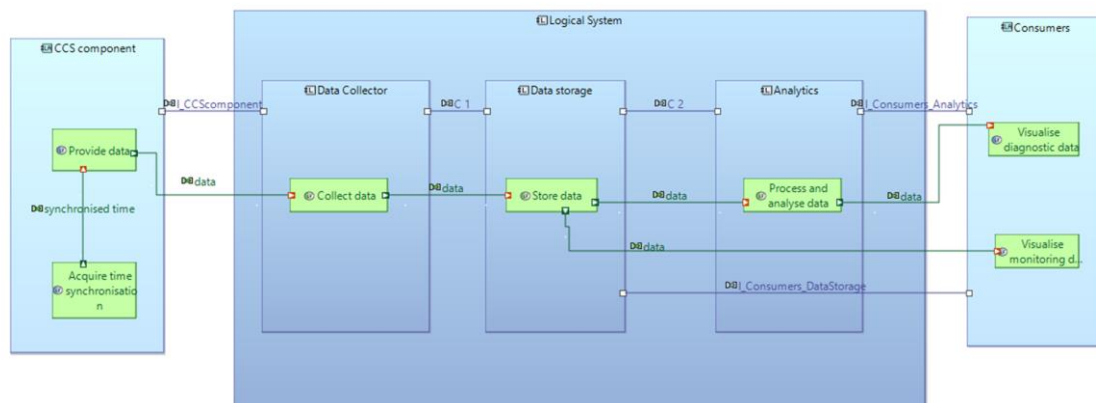 Logical System
CCS component
Consumers
Data Collector
Data storage
Analytics
I_CCScomponent
C 1
C 2
I_Consumers_Analytics
Provide data
Visualise
diagnostic data
data
Collect data
data
Store data
data
Process and
analyse data
data
synchronised time
data
Visualise
monitoring d...
Acquire time
synchronisatio
n
I_Consumers_DataStorage